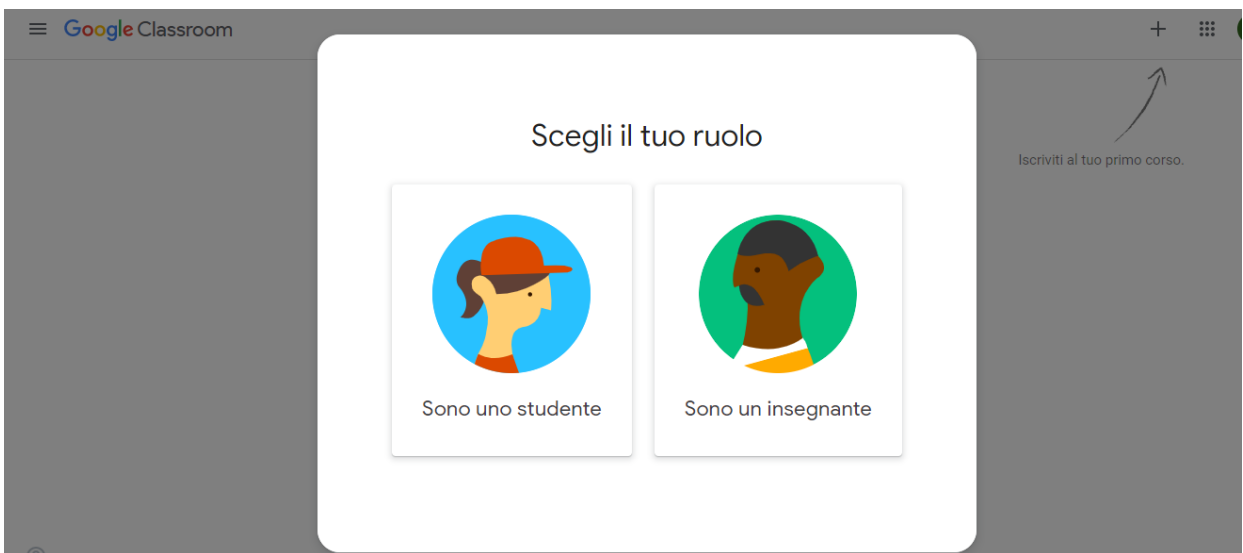 Google Classroom
Scegli il tuo ruolo
Iscriviti al tuo primo corso.
Sono uno studente
Sono un insegnante